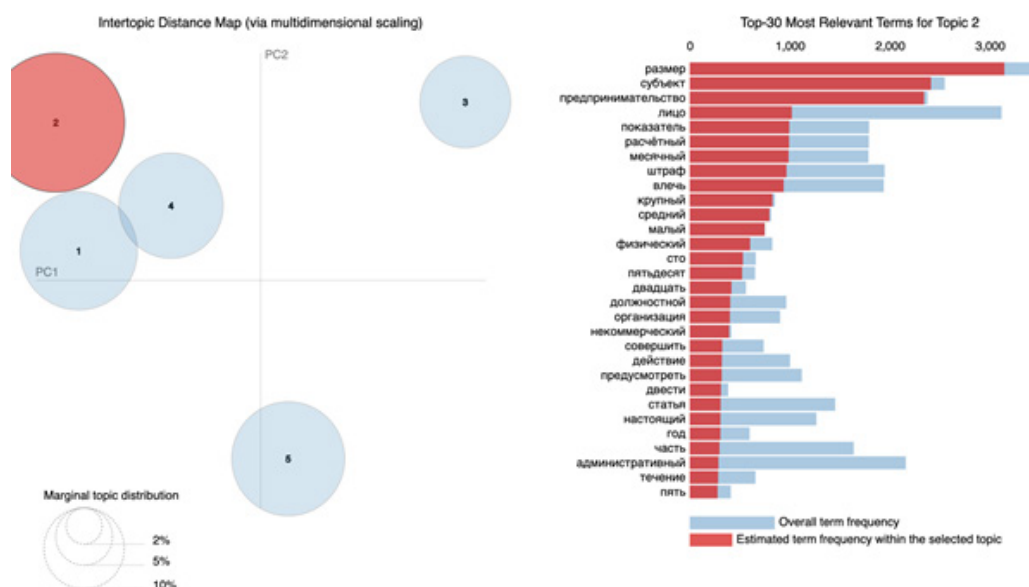 Intertopic Distance Map (via multidimensional scaling)
PC2
2
3
4
1
PC1
5
Marginal topic distribution
2%
5%
10%
Top-30 Most Relevant Terms for Topic 2
0 1,000 2,000 3,000
размер
субъект
предпринимательство
лицо
показатель
расчётный
месячный
штраф
влечь
крупный
средний
малый
физический
сто
пятьдесят
двадцать
должностной
организация
некоммерческий
совершить
действие
предусмотреть
двести
статья
настоящий
год
часть
административный
течение
пять
Overall term frequency
Estimated term frequency within the selected topic